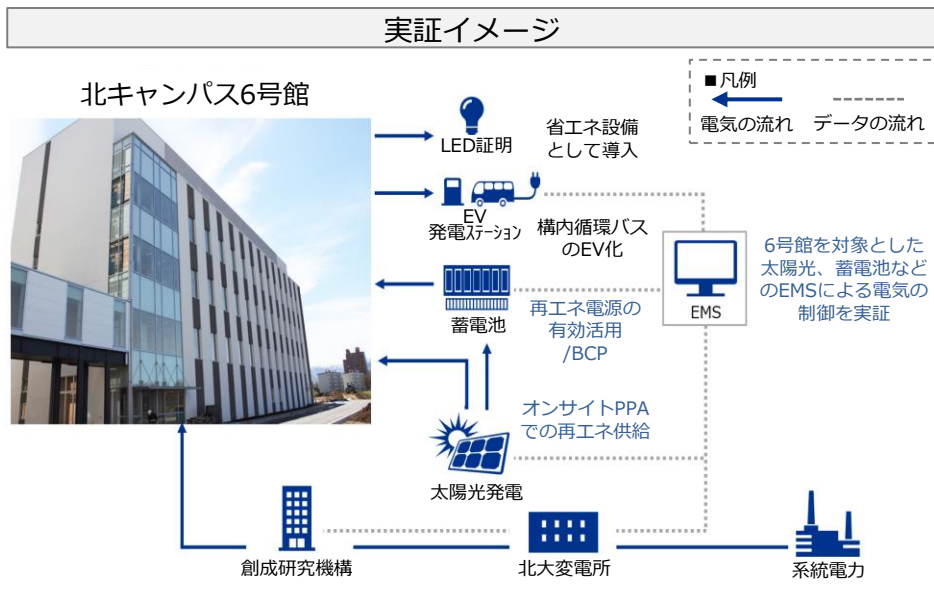 実証イメージ
北キャンパス6号館
■凡例
電気の流れ
データの流れ
LED証明
省エネ設備
として導入
EV
発電ｽﾃｰｼｮﾝ
構内循環バス
のEV化
EMS
6号館を対象とした
太陽光、蓄電池など
のEMSによる電気の
制御を実証
蓄電池
再エネ電源の
有効活用
/BCP
オンサイトPPA
での再エネ供給
太陽光発電
創成研究機構
北大変電所
系統電力